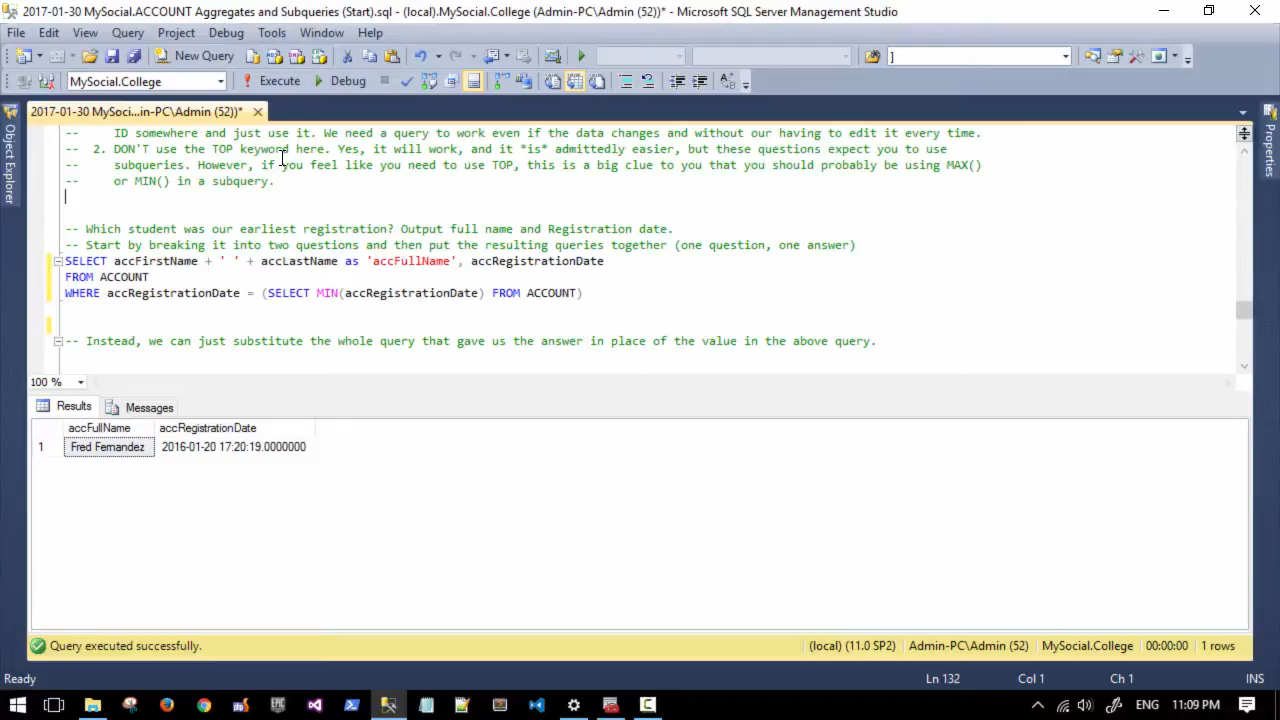 2017-01-30 MySocial.ACCOUNT Aggregates and Subqueries (Start).sql - (local).MySocial.College (Admin-PC\Admin (52))* - Microsoft SQL Server Management Studio
File Edit View Query Project Debug Tools Window Help
New Query ]
MySocial.College Execute Debug
2017-01-30 MySoci...in-PC\Admin (52))*
Object Explorer
Properties
-- ID somewhere and just use it. We need a query to work even if the data changes and without our having to edit it every time.
-- 2. DON'T use the TOP keyword here. Yes, it will work, and it *is* admittedly easier, but these questions expect you to use
-- subqueries. However, if you feel like you need to use TOP, this is a big clue to you that you should probably be using MAX()
-- or MIN() in a subquery.
-- Which student was our earliest registration? Output full name and Registration date.
-- Start by breaking it into two questions and then put the resulting queries together (one question, one answer)
SELECT accFirstName + ' ' + accLastName as 'accFullName', accRegistrationDate
FROM ACCOUNT
WHERE accRegistrationDate = (SELECT MIN(accRegistrationDate) FROM ACCOUNT)
-- Instead, we can just substitute the whole query that gave us the answer in place of the value in the above query.
100 %
Results Messages
accFullName accRegistrationDate
1 Fred Fernandez 2016-01-20 17:20:19.0000000
Query executed successfully. (local) (11.0 SP2) Admin-PC\Admin (52) MySocial.College 00:00:00 1 rows
Ready Ln 132 Col 1 Ch 1 INS
ENG 11:09 PM